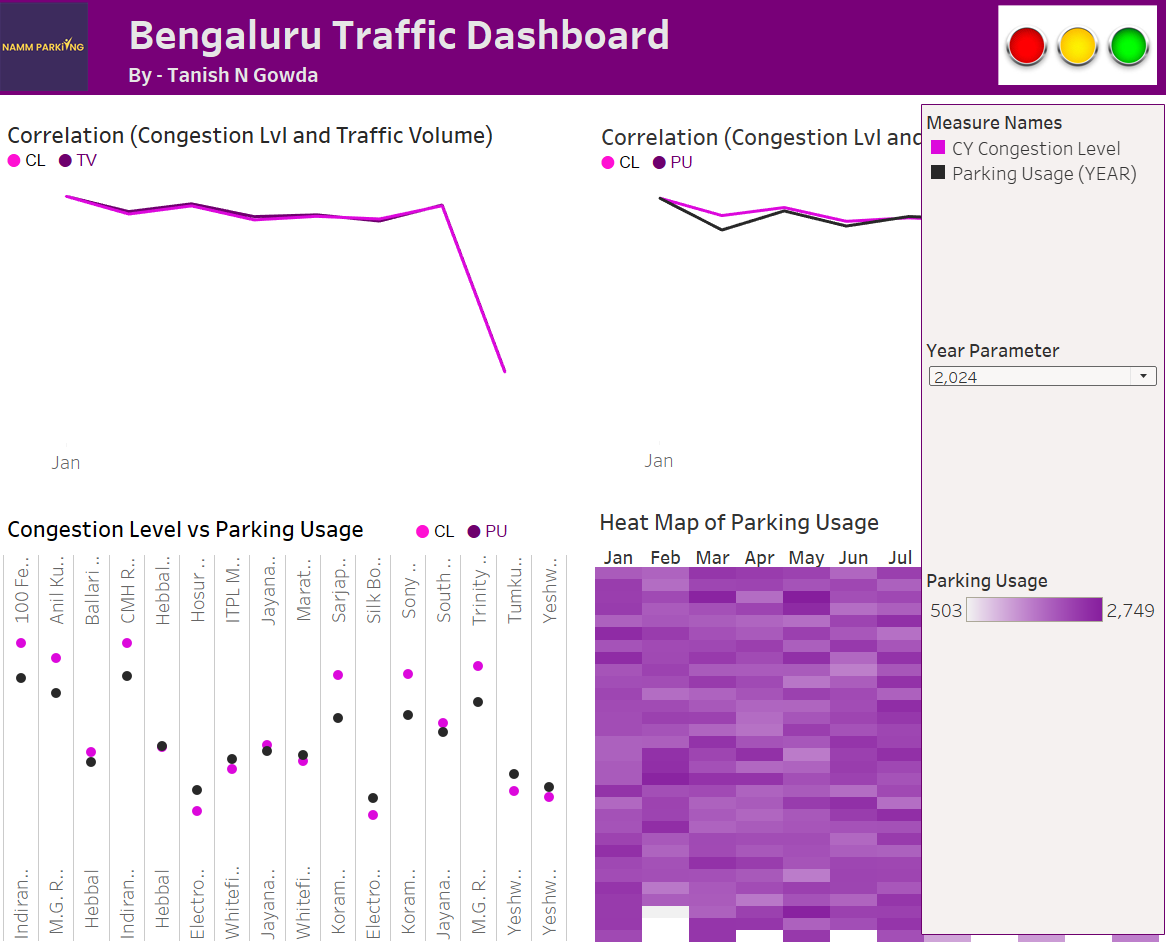 NAMM PARKING
Bengaluru Traffic Dashboard
By - Tanish N Gowda
Correlation (Congestion Lvl and Traffic Volume)
CL TV
Correlation (Congestion Lvl and
CL PU
Measure Names
CY Congestion Level
Parking Usage (YEAR)
Year Parameter
2,024
Jan
Jan
Congestion Level vs Parking Usage
CL PU
100 Fe.. Anil Ku.. Ballari .. CMH R.. Hebbal.. Hosur .. ITPL M.. Jayana.. Marat.. Sarjap.. Silk Bo.. Sony .. South .. Trinity .. Tumku.. Yeshw..
Indiran.. M.G. R.. Hebbal Indiran.. Hebbal Electro.. Whitefi.. Jayana.. Whitefi.. Koram.. Electro.. Koram.. Jayana.. M.G. R.. Yeshw.. Yeshw..
Heat Map of Parking Usage
Jan Feb Mar Apr May Jun Jul
Parking Usage
503 2,749